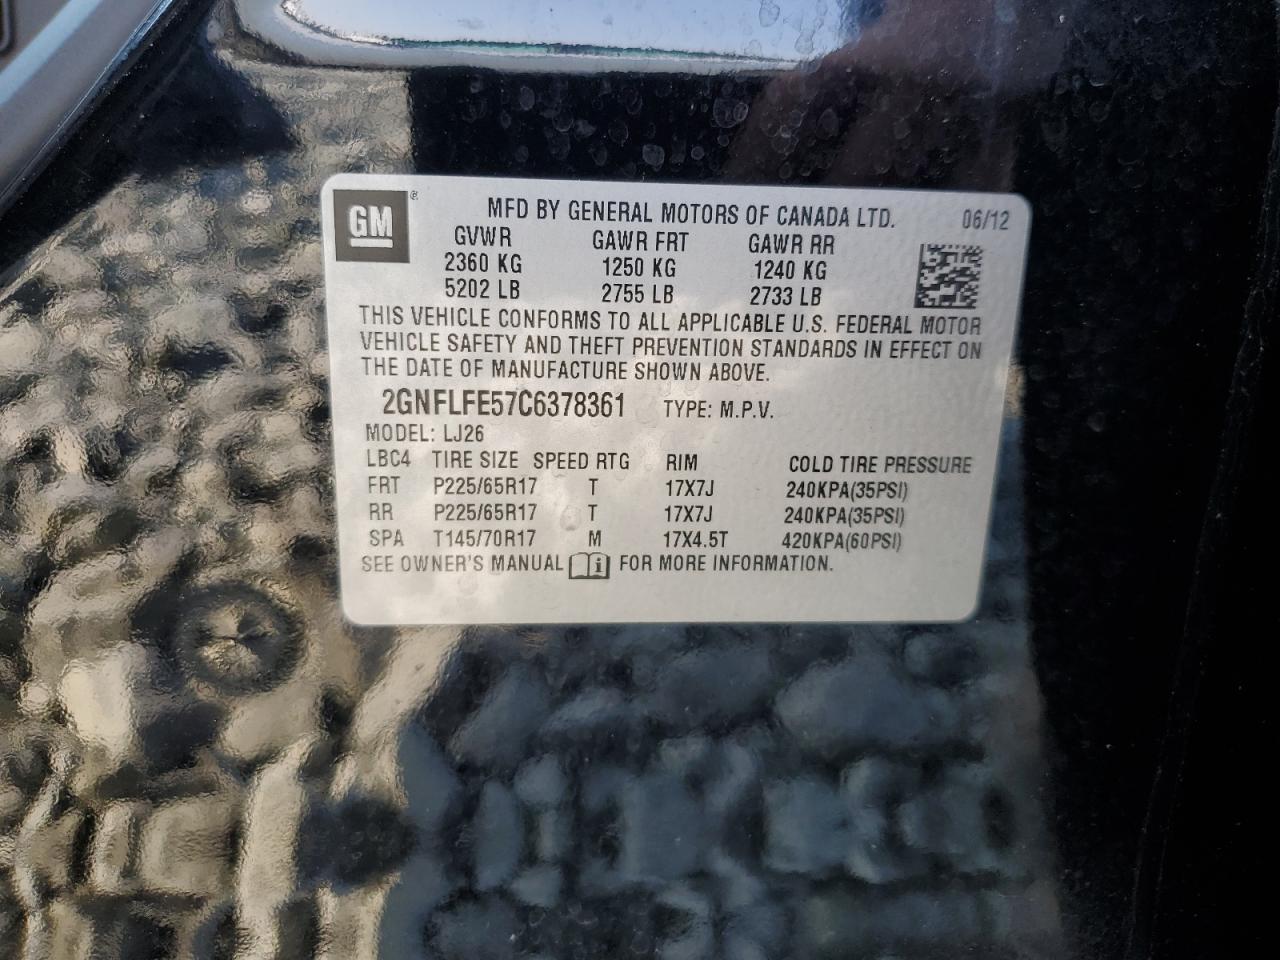 GM ®
MFD BY GENERAL MOTORS OF CANADA LTD. 06/12
GVWR GAWR FRT GAWR RR
2360 KG 1250 KG 1240 KG
5202 LB 2755 LB 2733 LB
THIS VEHICLE CONFORMS TO ALL APPLICABLE U.S. FEDERAL MOTOR
VEHICLE SAFETY AND THEFT PREVENTION STANDARDS IN EFFECT ON
THE DATE OF MANUFACTURE SHOWN ABOVE.
2GNFLFE57C6378361 TYPE: M.P.V.
MODEL: LJ26
LBC4 TIRE SIZE SPEED RTG RIM COLD TIRE PRESSURE
FRT P225/65R17 T 17X7J 240KPA(35PSI)
RR P225/65R17 T 17X7J 240KPA(35PSI)
SPA T145/70R17 M 17X4.5T 420KPA(60PSI)
SEE OWNER'S MANUAL i FOR MORE INFORMATION.